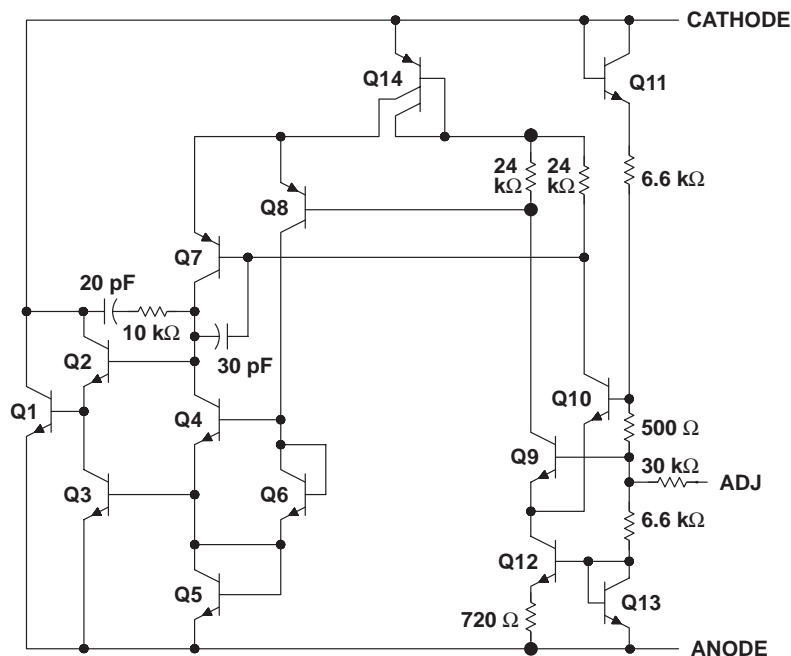 CATHODE
Q14
Q11
24
kΩ
24
kΩ
6.6 kΩ
Q8
Q7
20 pF
10 kΩ
30 pF
Q2
Q1
Q4
Q10
500 Ω
Q9
30 kΩ
ADJ
Q3
Q6
6.6 kΩ
Q12
Q5
Q13
720 Ω
ANODE